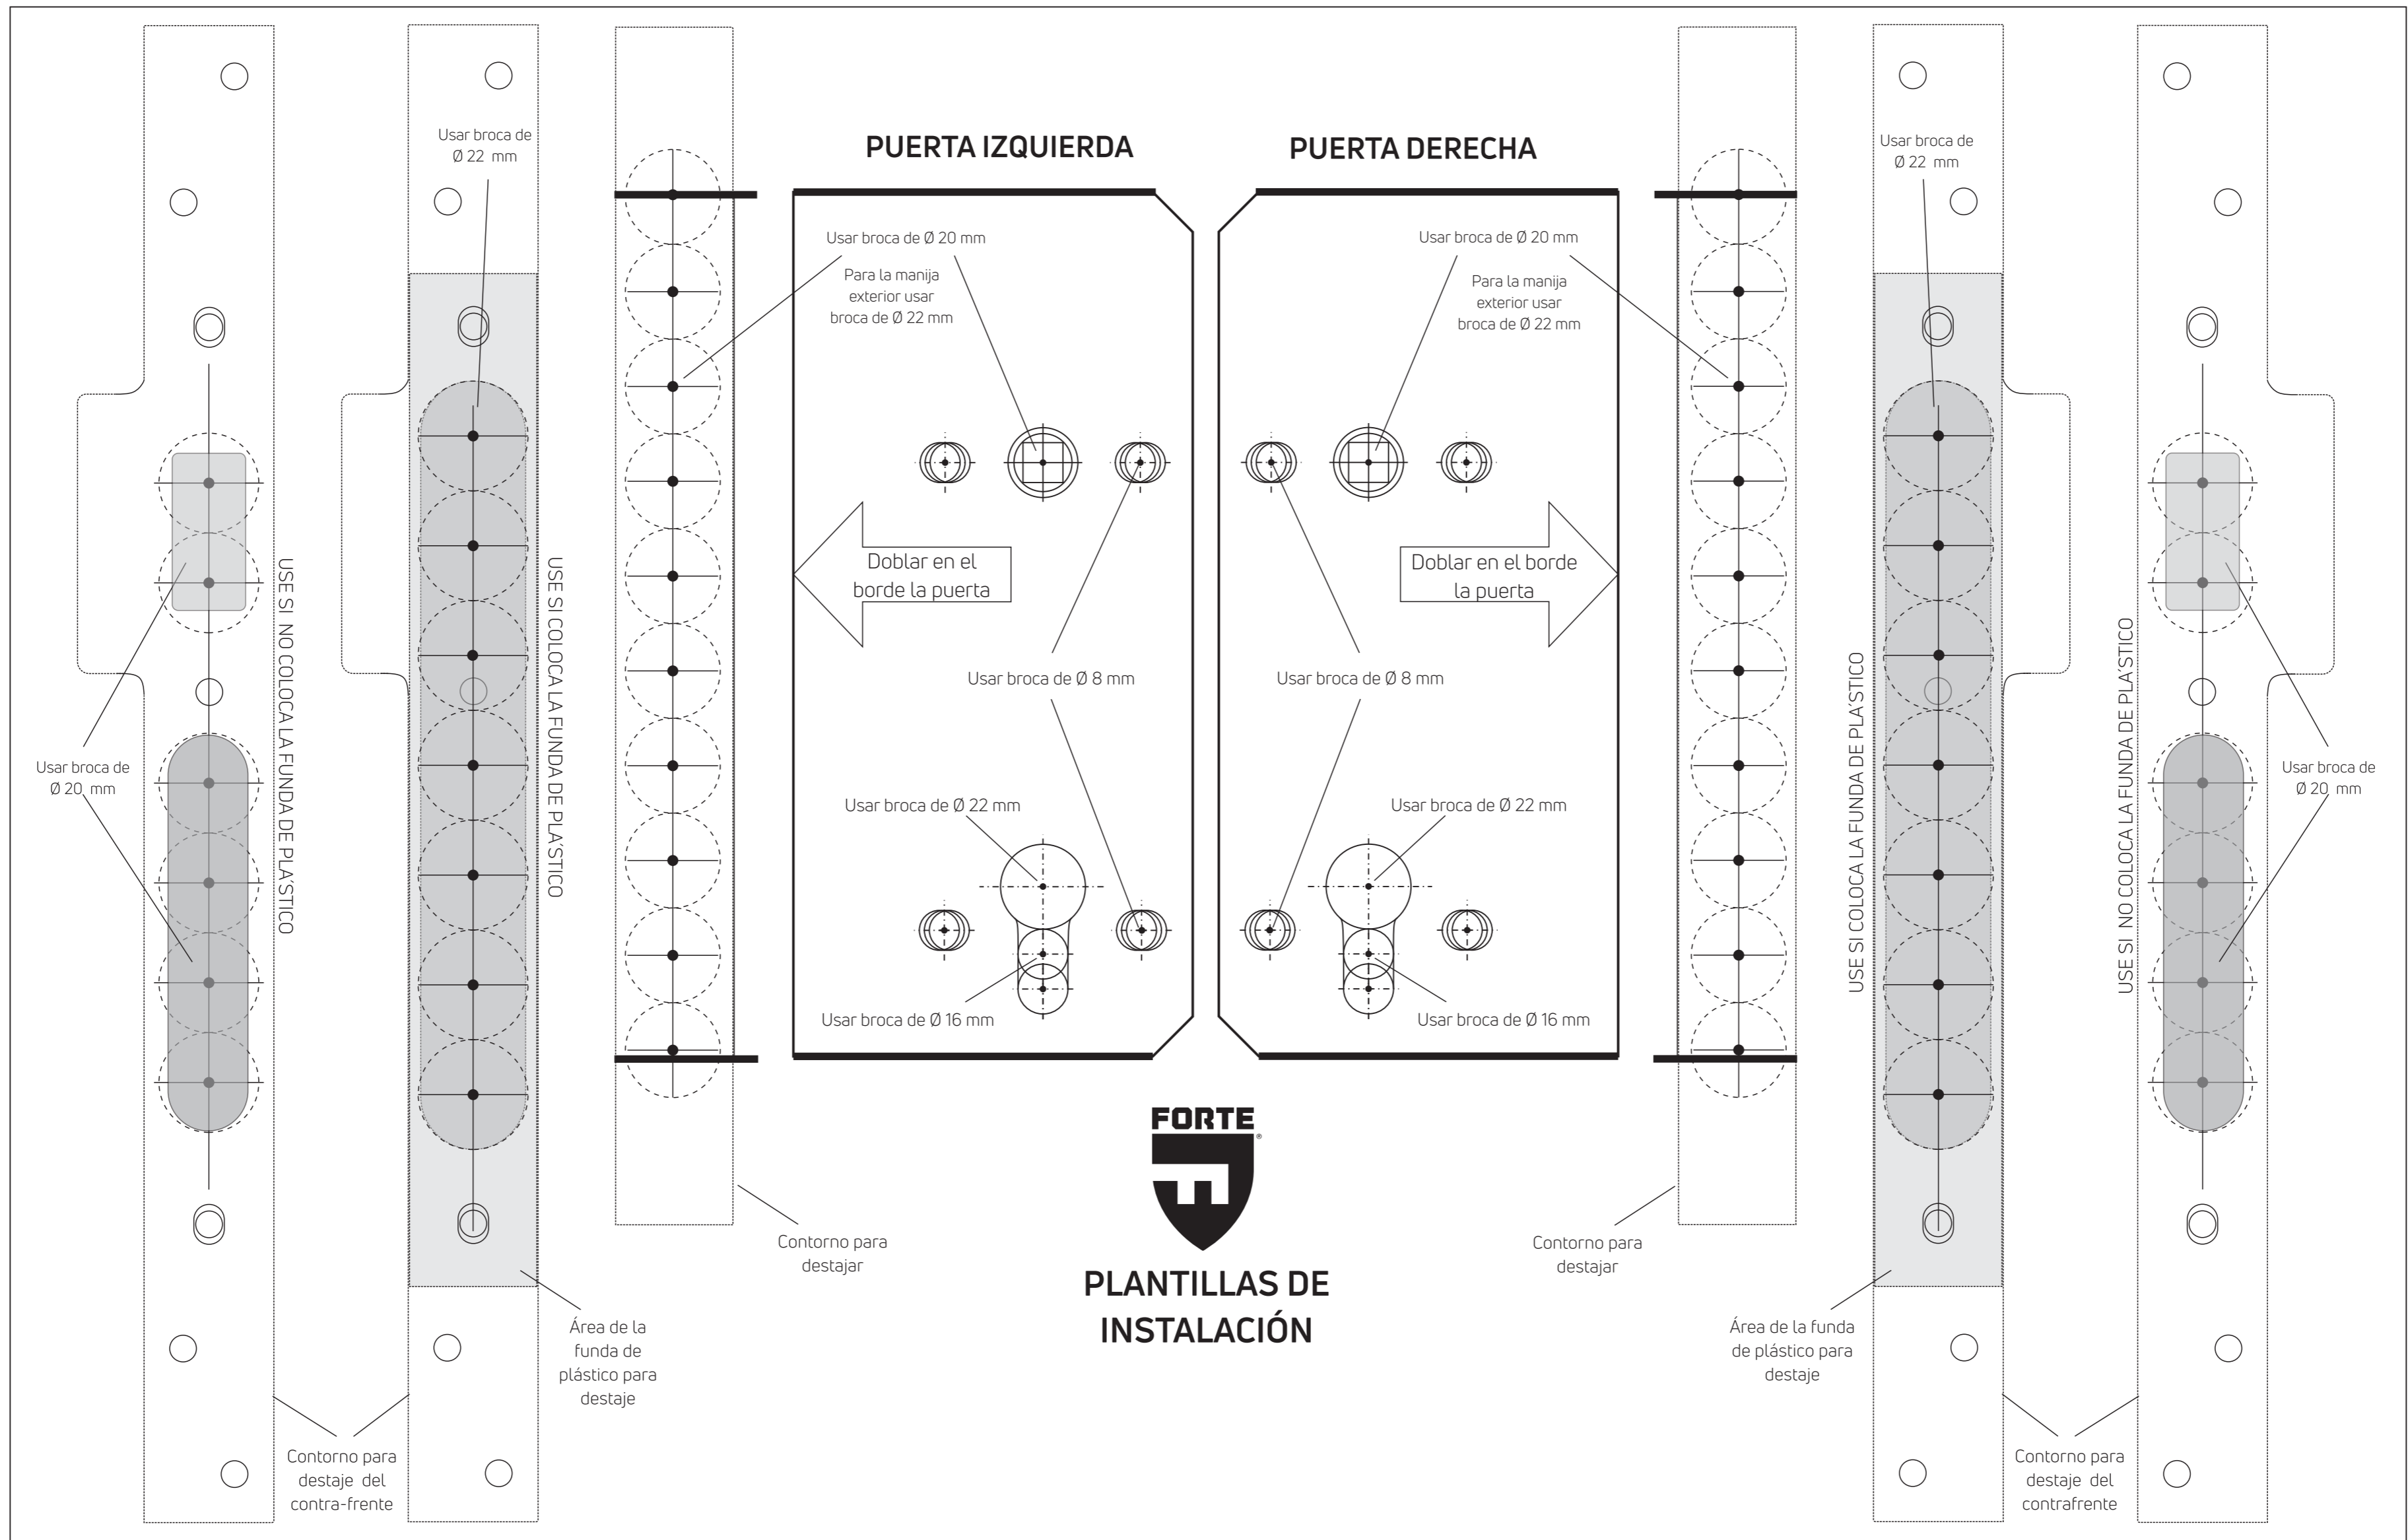 Usar broca de
Ø 22 mm
PUERTA IZQUIERDA
PUERTA DERECHA
Usar broca de
Ø 22 mm
Usar broca de Ø 20 mm
Para la manija
exterior usar
broca de Ø 22 mm
Usar broca de Ø 20 mm
Para la manija
exterior usar
broca de Ø 22 mm
Doblar en el
borde la puerta
Doblar en el borde
la puerta
USE SI NO COLOCA LA FUNDA DE PLA´STICO
USE SI COLOCA LA FUNDA DE PLA´STICO
USE SI COLOCA LA FUNDA DE PLA´STICO
USE SI NO COLOCA LA FUNDA DE PLA´STICO
Usar broca de Ø 8 mm
Usar broca de Ø 8 mm
Usar broca de
Ø 20 mm
Usar broca de
Ø 20 mm
Usar broca de Ø 22 mm
Usar broca de Ø 22 mm
Usar broca de Ø 16 mm
Usar broca de Ø 16 mm
FORTE
®
Contorno para
destajar
Contorno para
destajar
PLANTILLAS DE
INSTALACIÓN
Área de la
funda de
plástico para
destaje
Área de la funda
de plástico para
destaje
Contorno para
destaje del
contra-frente
Contorno para
destaje del
contrafrente